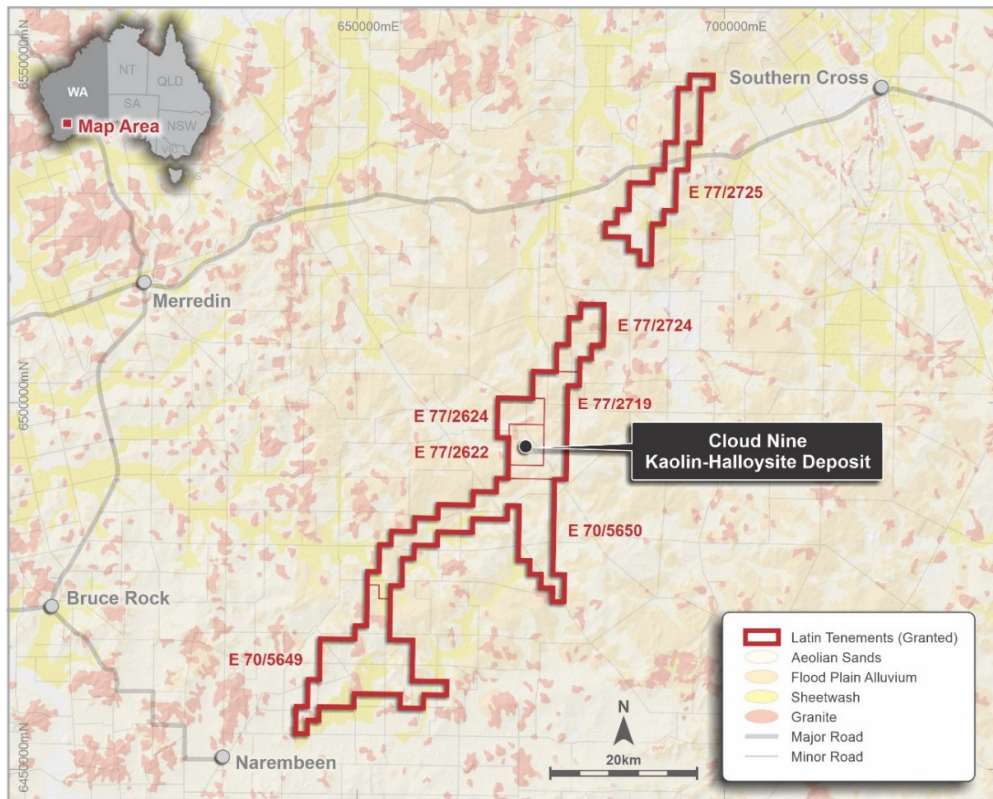 650000mE
700000mE
6550000mN
Southern Cross
NT
QLD
WA
SA
NSW
Map Area
E 77/2725
Merredin
E 77/2724
6500000mN
E 77/2624
E 77/2719
E 77/2622
Cloud Nine
Kaolin-Halloysite Deposit
E 70/5650
Bruce Rock
E 70/5649
Latin Tenements (Granted)
Aeolian Sands
Flood Plain Alluvium
Sheetwash
Granite
Major Road
Minor Road
N
20km
Narembeen
6450000mN